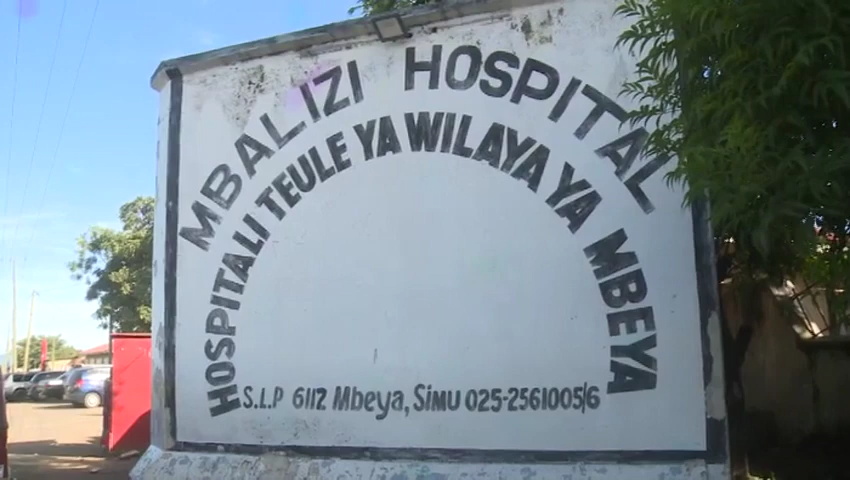 MBALIZI HOSPITAL
HOSPITALI TEULE YA WILAYA YA MBEYA
S.L.P 6112 Mbeya, SiMU 025-2561005/6